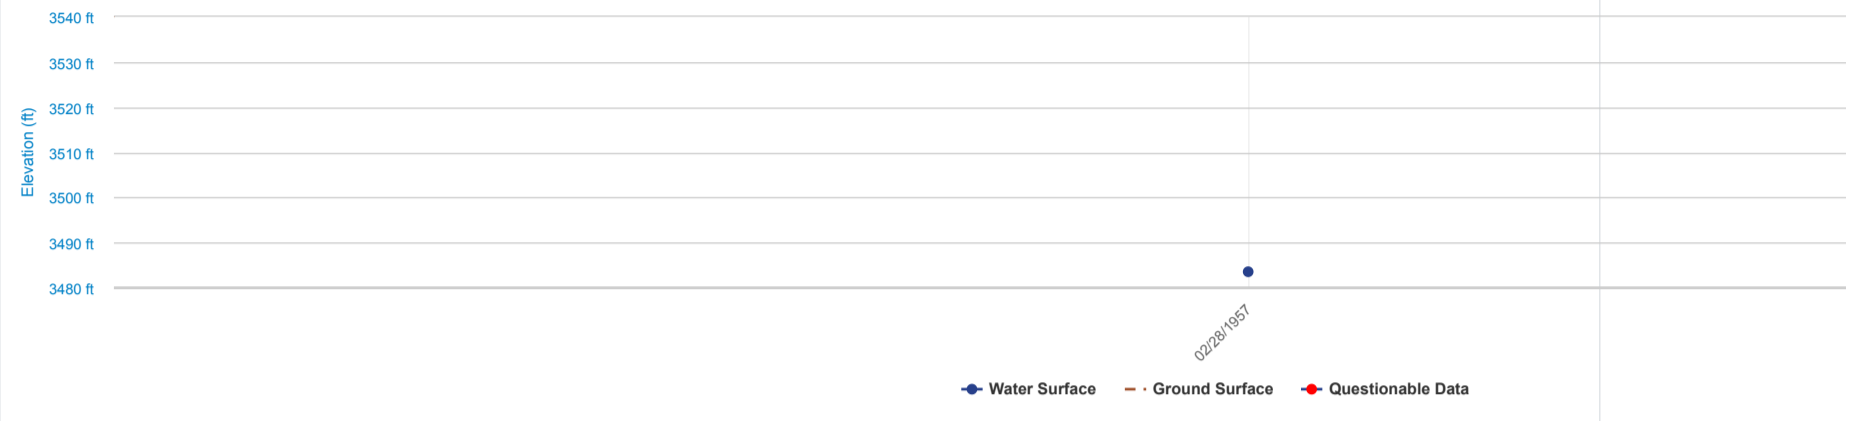 3540 ft
3530 ft
3520 ft
3510 ft
3500 ft
3490 ft
3480 ft
Elevation (ft)
02/28/1957
Water Surface
Ground Surface
Questionable Data